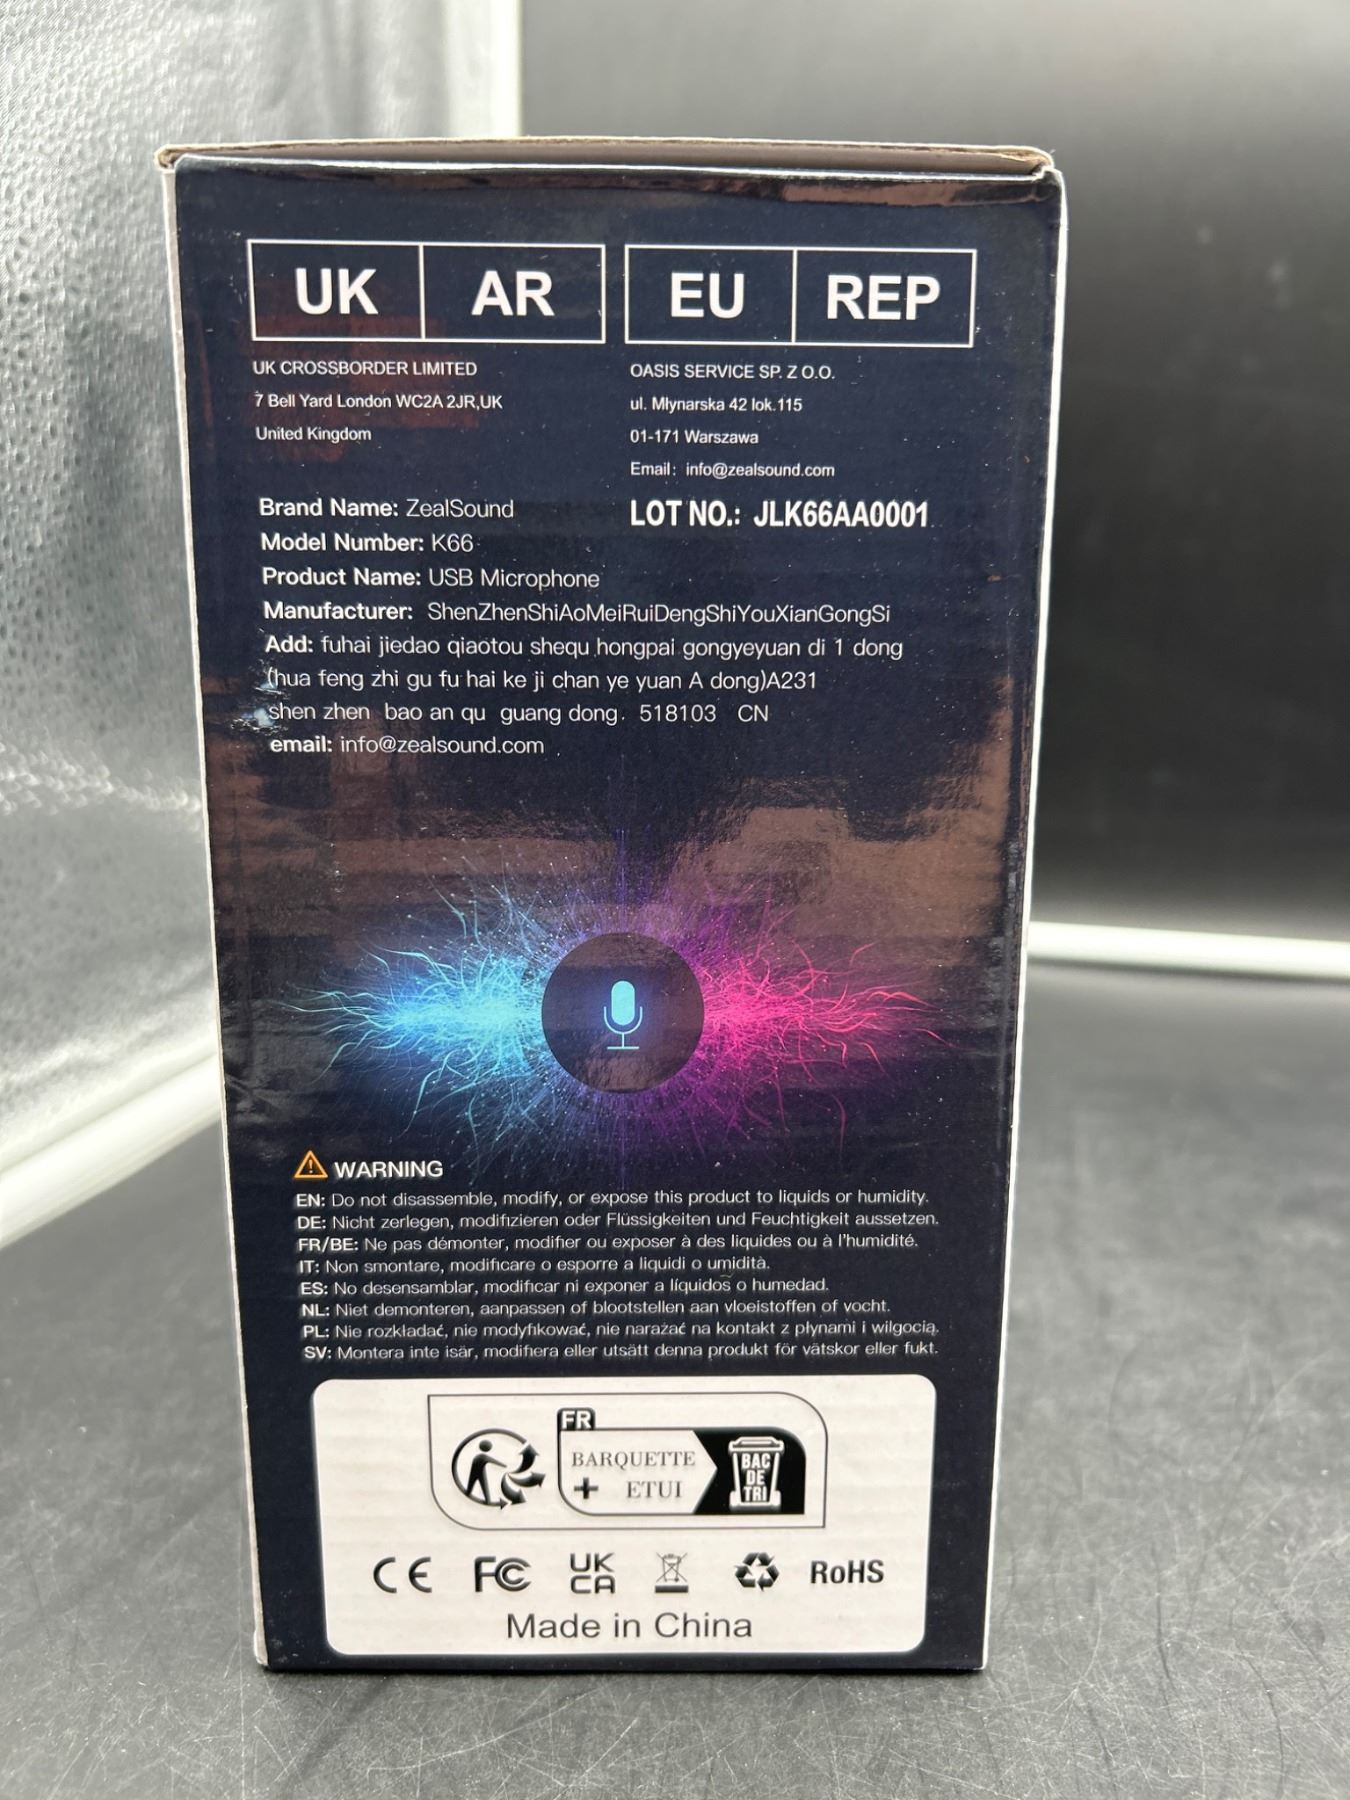 UK AR EU REP
UK CROSSBORDER LIMITED
7 Bell Yard London WC2A 2JR,UK
United Kingdom
OASIS SERVICE SP. Z O.O.
ul. Młynarska 42 lok.115
01-171 Warszawa
Email: info@zealsound.com
LOT NO.: JLK66AA0001
Brand Name: ZealSound
Model Number: K66
Product Name: USB Microphone
Manufacturer: ShenZhenShiAoMeiRuiDengShiYouXianGongSi
Add: fuhai jiedao qiaotou shequ hongpai gongyeyuan di 1 dong
(hua feng zhi gu fu hai ke ji chan ye yuan A dong)A231
shen zhen bao an qu guang dong. 518103 CN
email: info@zealsound.com
WARNING
EN: Do not disassemble, modify, or expose this product to liquids or humidity.
DE: Nicht zerlegen, modifizieren oder Flüssigkeiten und Feuchtigkeit aussetzen.
FR/BE: Ne pas démonter, modifier ou exposer à des liquides ou à l'humidité.
IT: Non smontare, modificare o esporre a liquidi o umidità.
ES: No desensamblar, modificar ni exponer a líquidos o humedad.
NL: Niet demonteren, aanpassen of blootstellen aan vloeistoffen of vocht.
PL: Nie rozkładać, nie modyfikować, nie narażać na kontakt z płynami i wilgocią.
SV: Montera inte isär, modifiera eller utsätt denna produkt för vätskor eller fukt.
FR
BARQUETTE
+ ETUI
BAC
DE
TRI
CE FC UK CA RoHS
Made in China